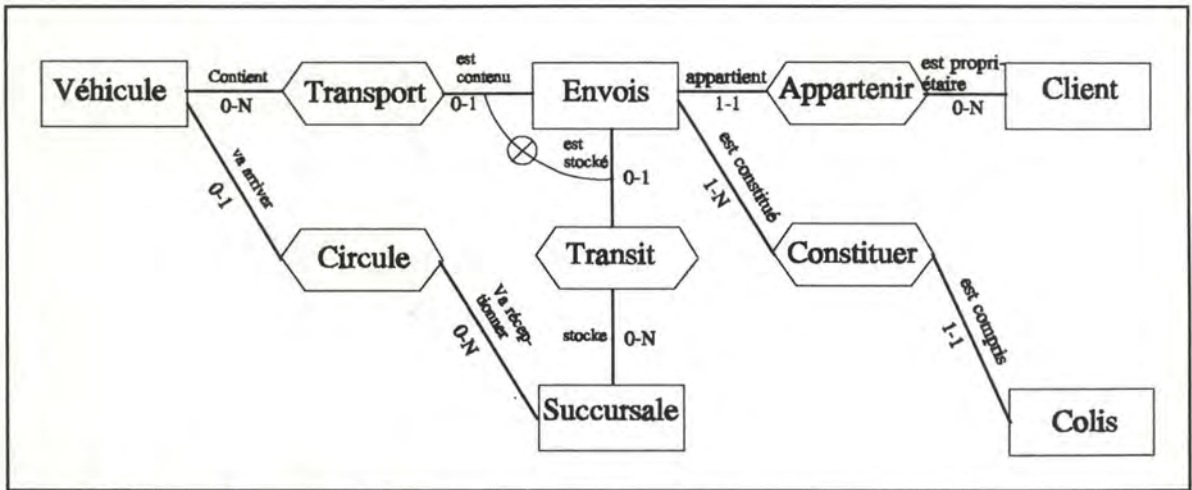 Véhicule
Contient
0-N
Transport
est
contenu
0-1
Envois
appartient
1-1
Appartenir
est propri-
étaire
0-N
Client
va arriver
0-1
est
stocké
0-1
est constitué
1-N
Circule
Transit
Constituer
Va récep-
tionner
0-N
stocke
0-N
est compris
1-1
Succursale
Colis